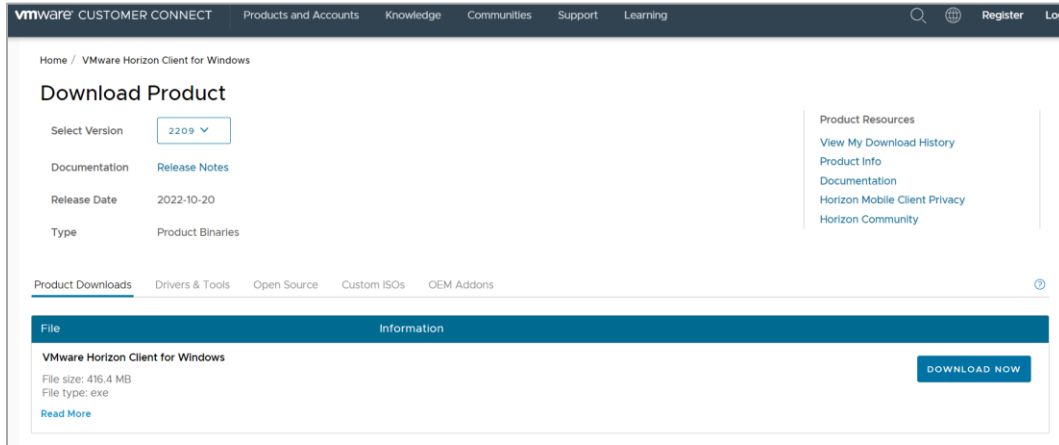 vmware® CUSTOMER CONNECT Products and Accounts Knowledge Communities Support Learning Register
Home / VMware Horizon Client for Windows
Download Product
Select Version 2209
Documentation Release Notes
Release Date 2022-10-20
Type Product Binaries
Product Resources
View My Download History
Product Info
Documentation
Horizon Mobile Client Privacy
Horizon Community
Product Downloads Drivers & Tools Open Source Custom ISOs OEM Addons
File Information
VMware Horizon Client for Windows
File size: 416.4 MB
File type: exe
DOWNLOAD NOW
Read More